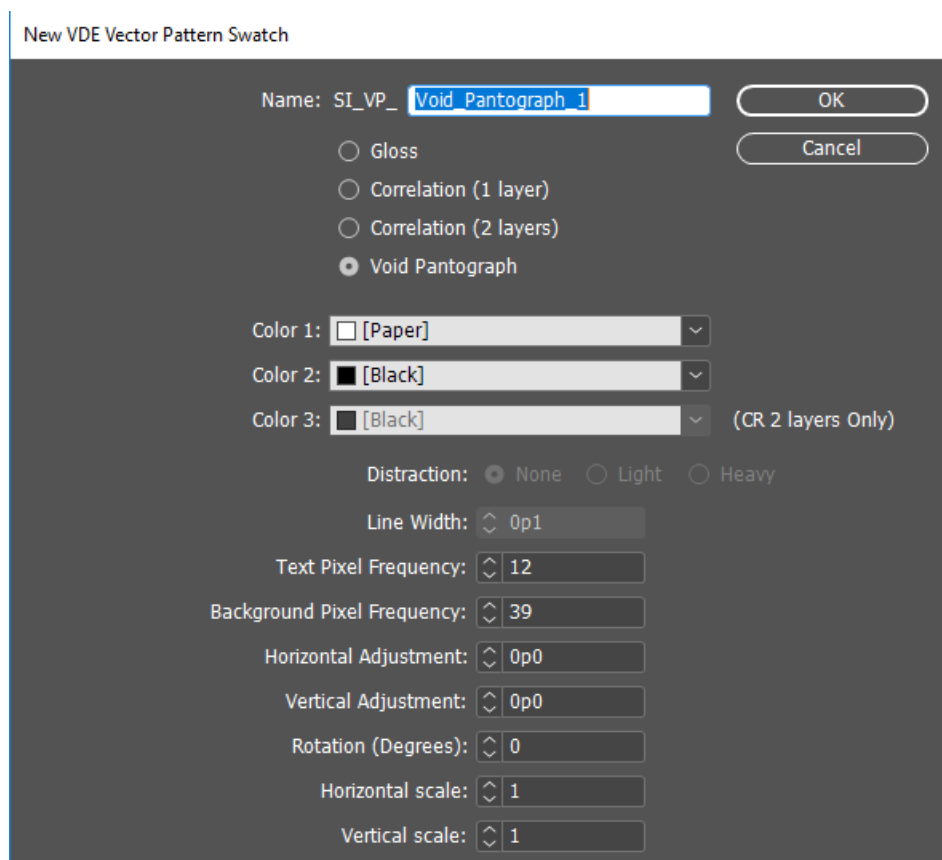 New VDE Vector Pattern Swatch
Name: SI_VP_ Void_Pantograph_1 OK
Gloss Cancel
Correlation (1 layer)
Correlation (2 layers)
Void Pantograph
Color 1: [Paper]
Color 2: [Black]
Color 3: [Black] (CR 2 layers Only)
Distraction: None Light Heavy
Line Width: 0p1
Text Pixel Frequency: 12
Background Pixel Frequency: 39
Horizontal Adjustment: 0p0
Vertical Adjustment: 0p0
Rotation (Degrees): 0
Horizontal scale: 1
Vertical scale: 1